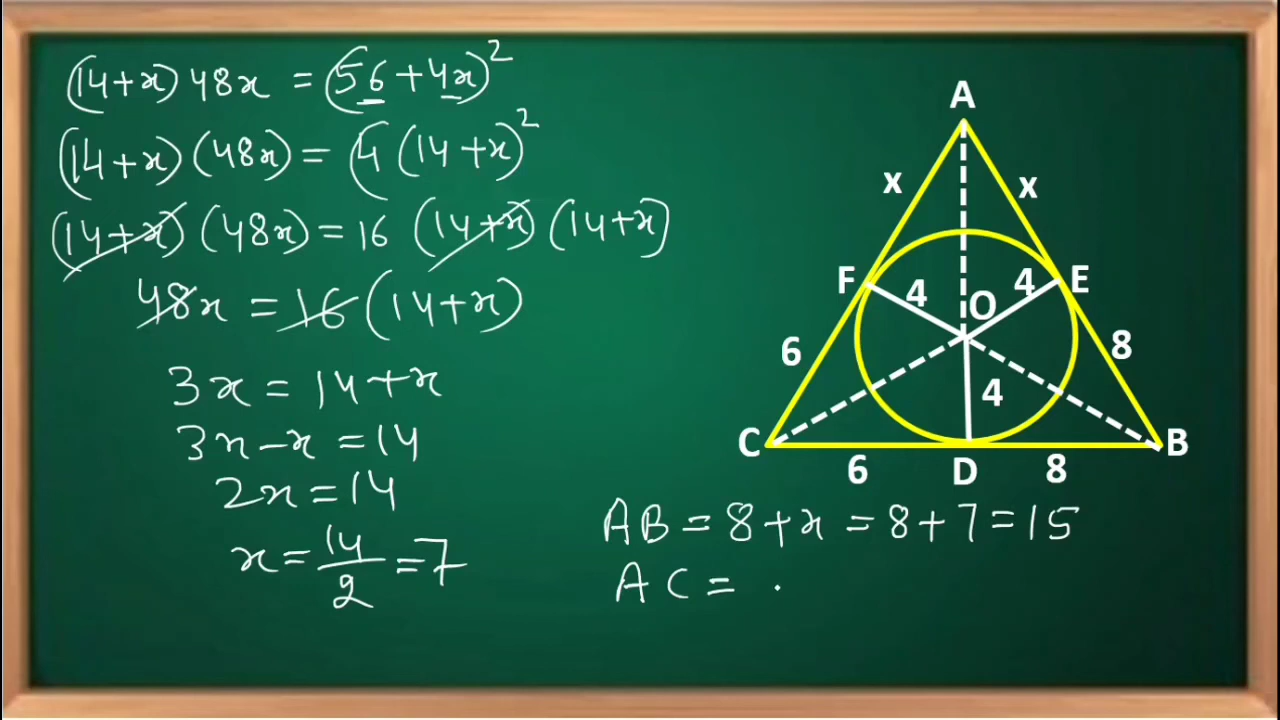 (14+x) 48x = (56 + 4x)²
(14+x) (48x) = (4 (14+x)²
(14+x) (48x) = 16 (14+x) (14+x)
48x = 16 (14+x)
3x = 14+x
3x-x = 14
2x = 14
x = 14/2 = 7
A
x x
F 4 4 E
O
6 4 8
C B
6 D 8
AB = 8+x = 8+7 = 15
AC = .